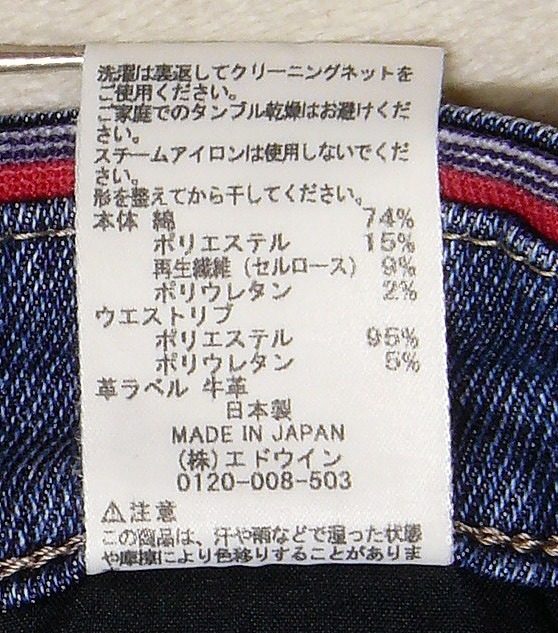 洗濯は裏返してクリーニングネットを
ご使用ください。
ご家庭でのタンブル乾燥はお避けくだ
さい。
スチームアイロンは使用しないでくだ
さい。
形を整えてから干してください。
本体 綿 74%
ポリエステル 15%
再生繊維(セルロース) 9%
ポリウレタン 2%
ウエストリブ
ポリエステル 95%
ポリウレタン 5%
革ラベル 牛革
日本製
MADE IN JAPAN
(株)エドウイン
0120-008-503
⚠注意
この商品は、汗や雨などで湿った状態
や摩擦により色移りすることがありま